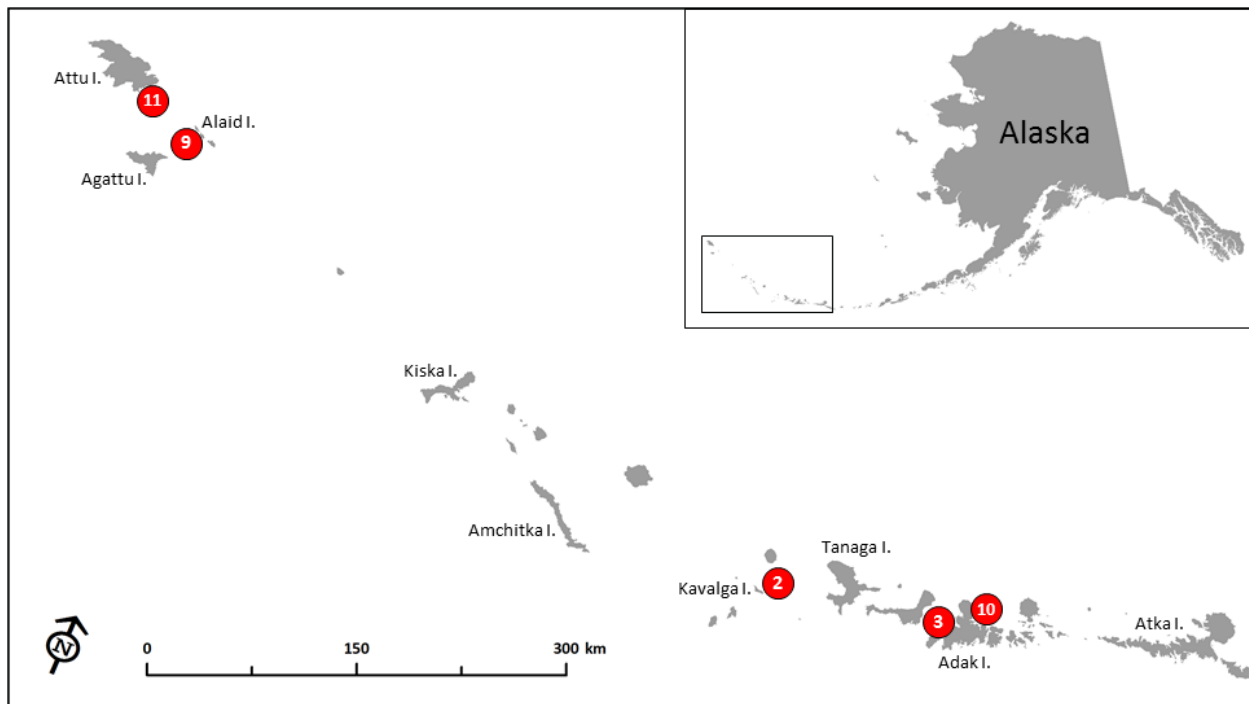 Attu I.
11
Alaid I.
9
Agattu I.
Alaska
Kiska I.
Amchitka I.
Tanaga I.
Kavalga I.
2
10
3
Atka I.
Adak I.
N
0 150 300 km